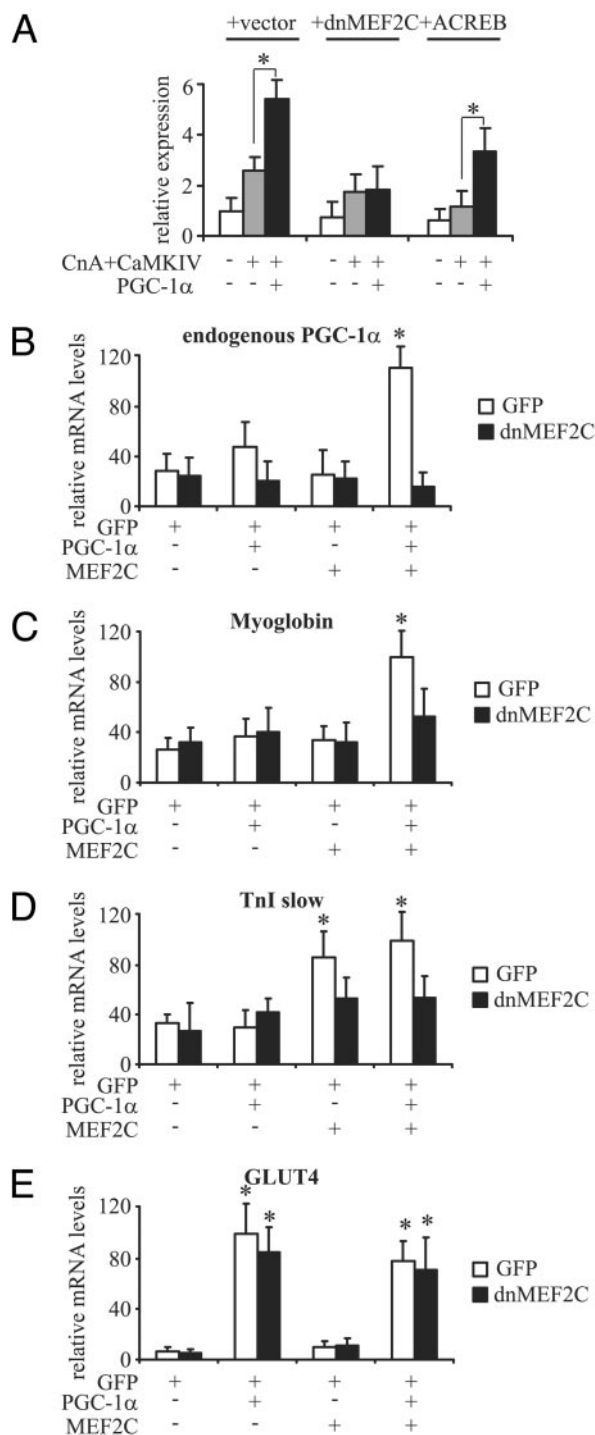 A
+vector +dnMEF2C +ACREB
relative expression
6
4
2
0
* *
CnA+CaMKIV - + + - + + - + +
PGC-1α - - + - - + - - +
B
endogenous PGC-1α
relative mRNA levels
120
80
40
0
*
GFP
dnMEF2C
GFP + + + +
PGC-1α - + - +
MEF2C - - + +
C
Myoglobin
relative mRNA levels
120
80
40
0
*
GFP
dnMEF2C
GFP + + + +
PGC-1α - + - +
MEF2C - - + +
D
TnI slow
relative mRNA levels
120
80
40
0
* *
GFP
dnMEF2C
GFP + + + +
PGC-1α - + - +
MEF2C - - + +
E
GLUT4
relative mRNA levels
120
80
40
0
* * * *
GFP
dnMEF2C
GFP + + + +
PGC-1α - + - +
MEF2C - - + +